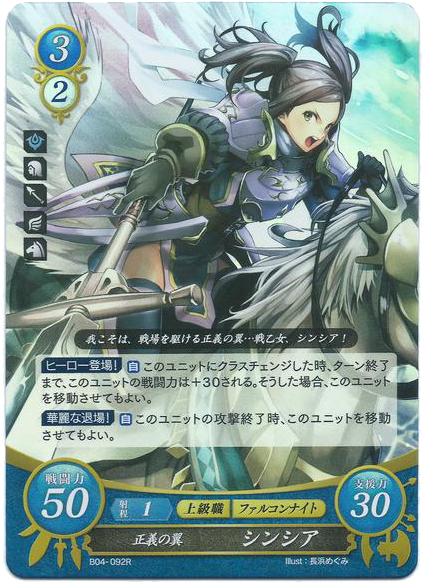 3
2
我こそは、戦場を駆ける正義の翼…戦乙女、シンシア!
ヒーロー登場! 自 このユニットにクラスチェンジした時、ターン終了
まで、このユニットの戦闘力は+30される。そうした場合、このユニット
を移動させてもよい。
華麗な退場! 自 このユニットの攻撃終了時、このユニットを移動
させてもよい。
戦闘力 50
射程 1
上級職
ファルコンナイト
支援力 30
正義の翼 シンシア
B04-092R
Illust:長浜めぐみ